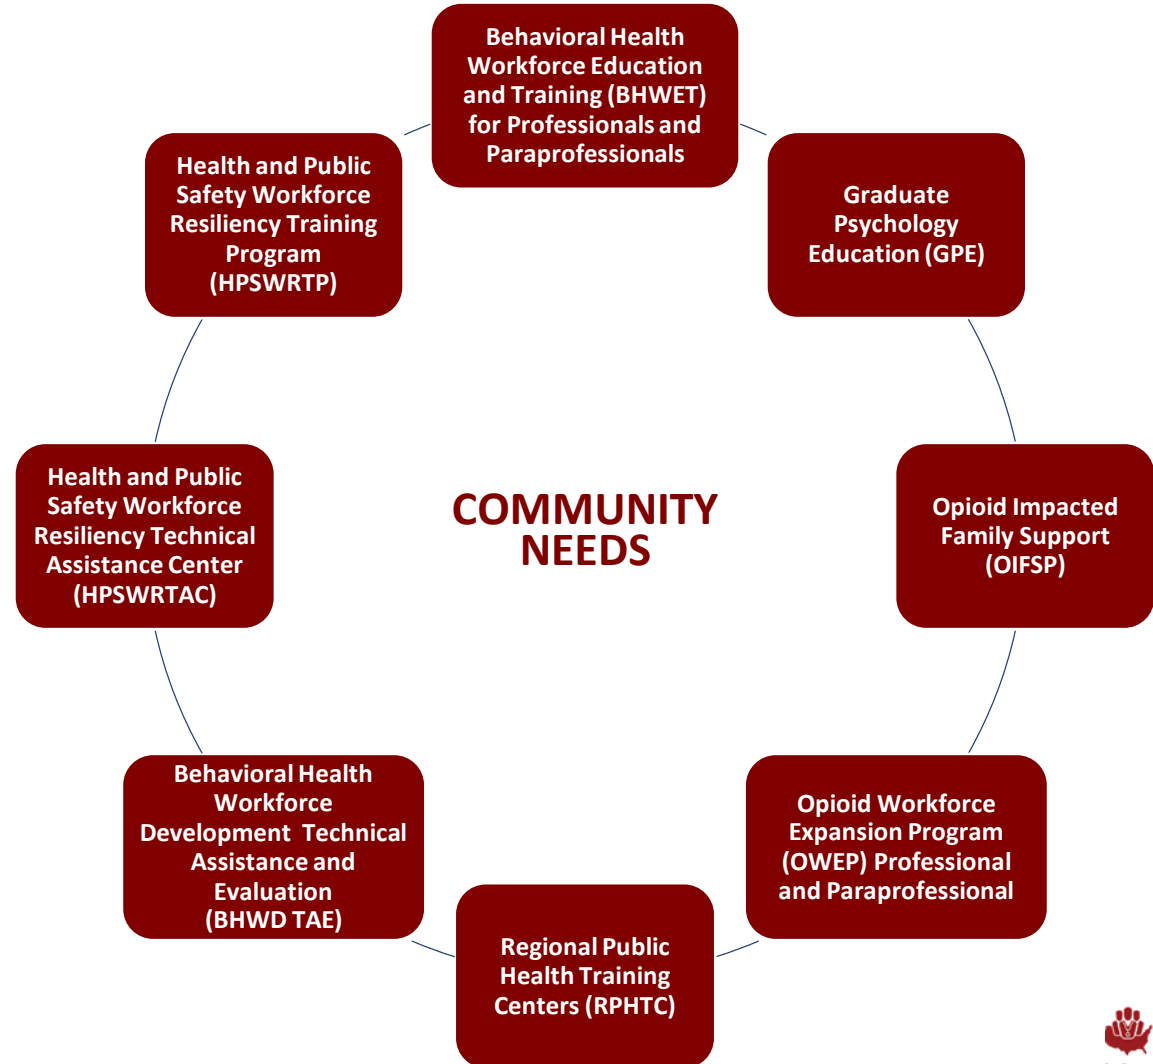 Behavioral Health
Workforce Education
and Training (BHWET)
for Professionals and
Paraprofessionals
Graduate
Psychology
Education (GPE)
Opioid Impacted
Family Support
(OIFSP)
Opioid Workforce
Expansion Program
(OWEP) Professional
and Paraprofessional
Regional Public
Health Training
Centers (RPHTC)
Behavioral Health
Workforce
Development Technical
Assistance and
Evaluation
(BHWD TAE)
Health and Public
Safety Workforce
Resiliency Technical
Assistance Center
(HPSWRTAC)
Health and Public
Safety Workforce
Resiliency Training
Program
(HPSWRTP)
COMMUNITY
NEEDS